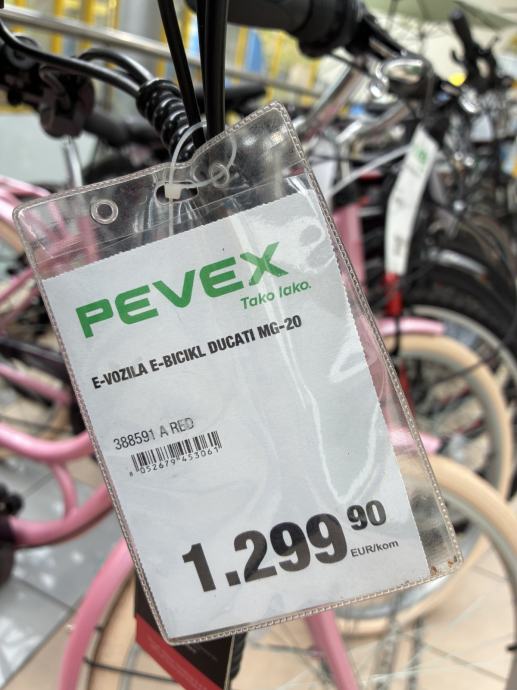 PEVEX
Tako lako.
E-VOZILA E-BICIKL DUCATI MG-20
388591 A RED
8 052679 453061
1.299 90
EUR/kom